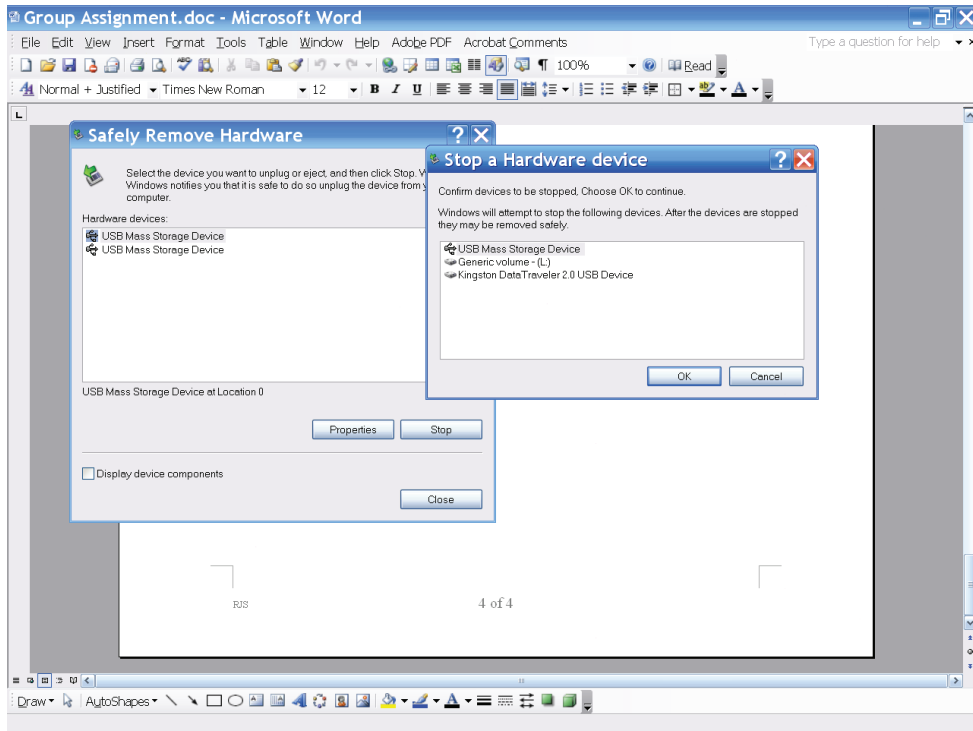 Group Assignment.doc - Microsoft Word
File Edit View Insert Format Tools Table Window Help Adobe PDF Acrobat Comments Type a question for help
100% Read
Normal + Justified Times New Roman 12 B I U A
L
Safely Remove Hardware
Select the device you want to unplug or eject, and then click Stop.
Windows notifies you that it is safe to do so unplug the device from
computer.
Hardware devices:
USB Mass Storage Device
USB Mass Storage Device
USB Mass Storage Device at Location 0
Properties Stop
Display device components
Close
Stop a Hardware device
Confirm devices to be stopped, Choose OK to continue.
Windows will attempt to stop the following devices. After the devices are stopped
they may be removed safely.
USB Mass Storage Device
Generic volume - (L:)
Kingston DataTraveler 2.0 USB Device
OK Cancel
RJS 4 of 4
Draw AutoShapes A